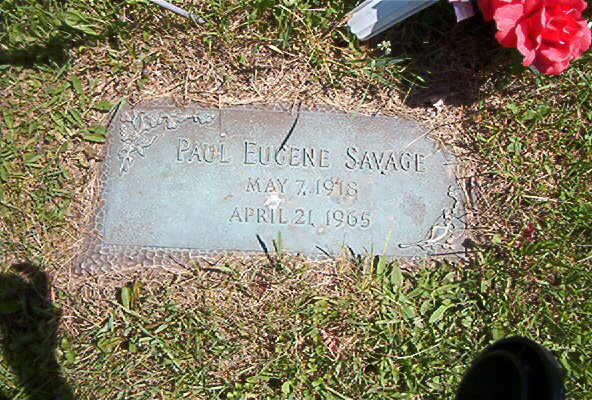 PAUL EUGENE SAVAGE
MAY 7, 1918
APRIL 21, 1965